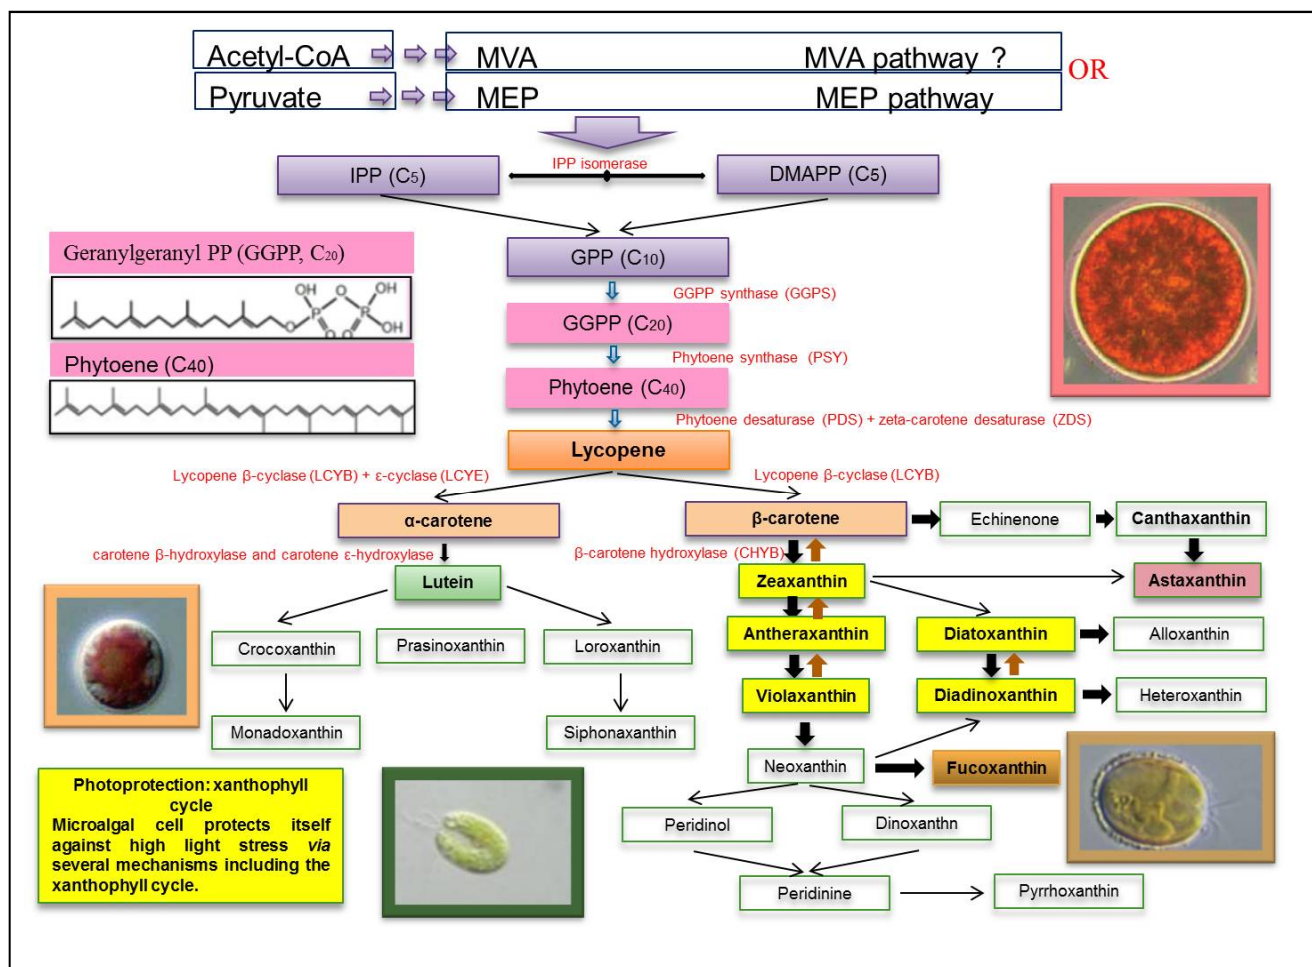 Acetyl-CoA MVA MVA pathway ?
OR
Pyruvate MEP MEP pathway
IPP isomerase
IPP (C5) DMAPP (C5)
Geranylgeranyl PP (GGPP, C20)
GPP (C10)
GGPP synthase (GGPS)
OH O OH
P P
O O O OH
GGPP (C20)
Phytoene synthase (PSY)
Phytoene (C40)
Phytoene (C40)
Phytoene desaturase (PDS) + zeta-carotene desaturase (ZDS)
Lycopene
Lycopene β-cyclase (LCYB) + ε-cyclase (LCYE) Lycopene β-cyclase (LCYB)
α-carotene β-carotene Echinenone Canthaxanthin
carotene β-hydroxylase and carotene ε-hydroxylase β-carotene hydroxylase (CHYB)
Lutein Zeaxanthin Astaxanthin
Crocoxanthin Prasinoxanthin Loroxanthin Antheraxanthin Diatoxanthin Alloxanthin
Violaxanthin Diadinoxanthin Heteroxanthin
Monadoxanthin Siphonaxanthin
Neoxanthin Fucoxanthin
Photoprotection: xanthophyll
cycle
Microalgal cell protects itself
against high light stress via
several mechanisms including the
xanthophyll cycle.
Peridinol Dinoxanthn
Peridinine Pyrrhoxanthin